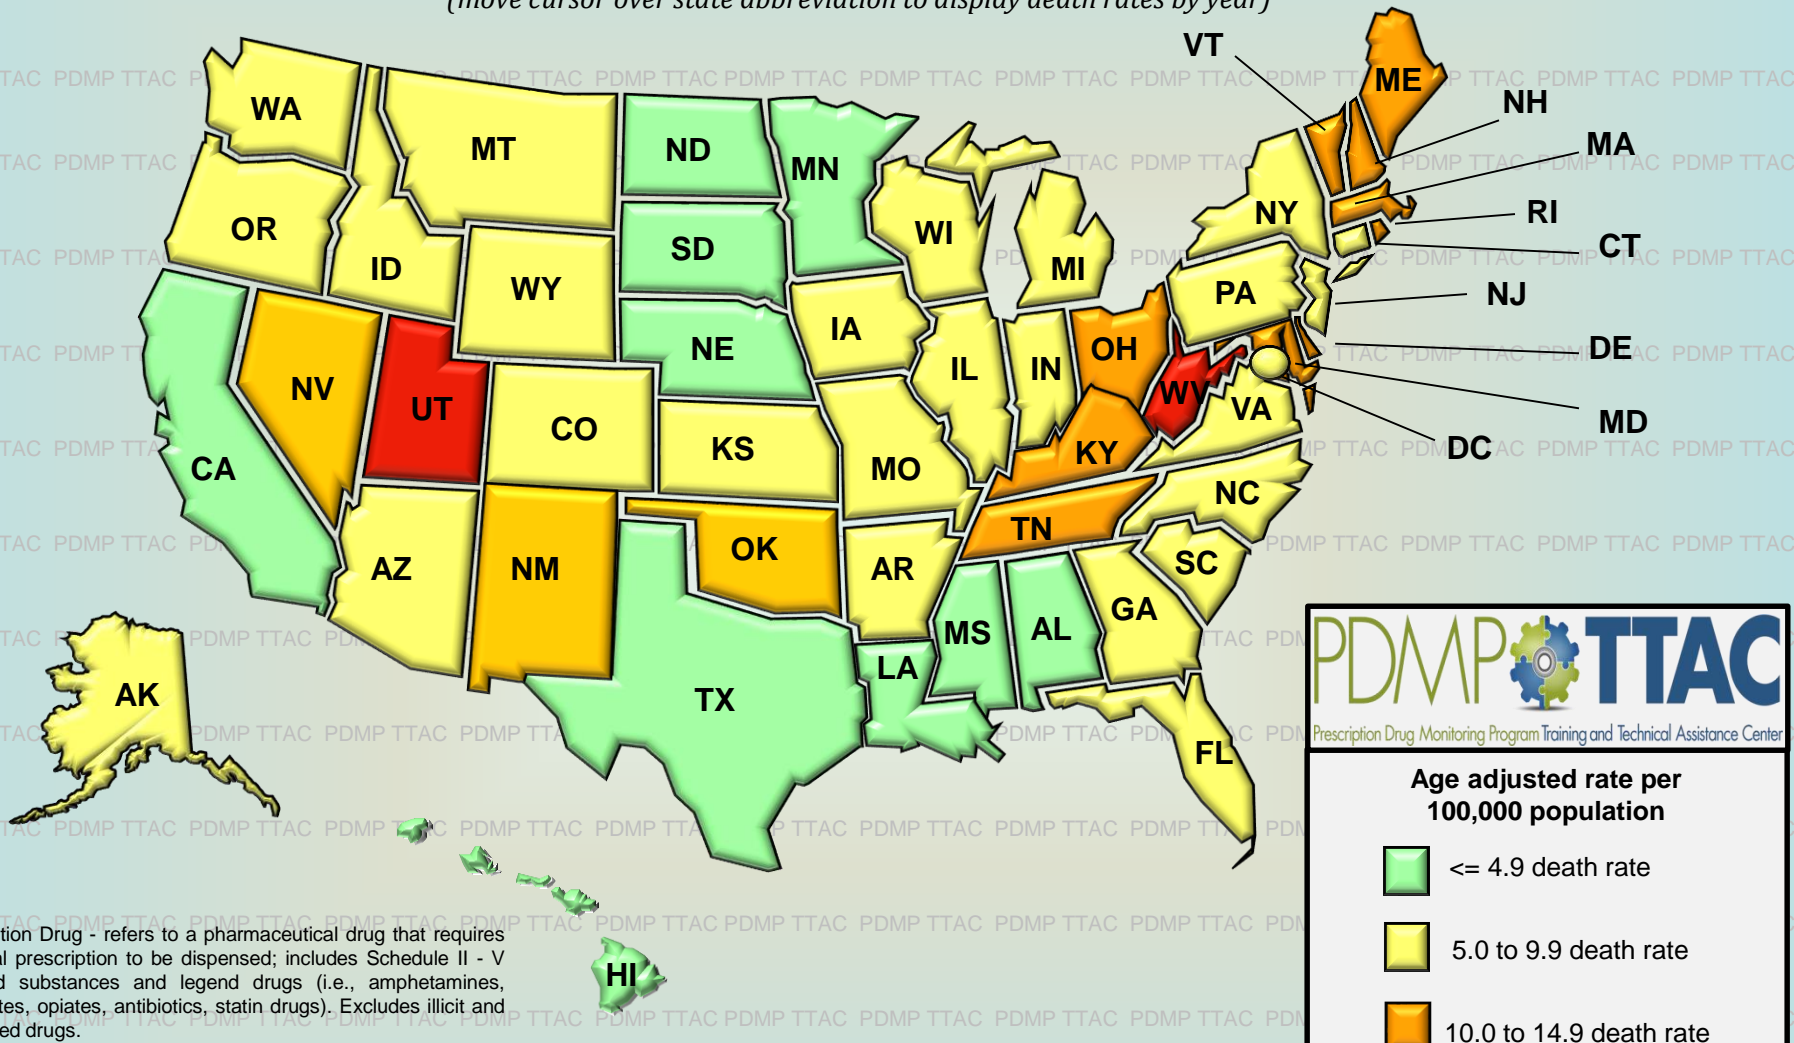 (move cursor over state abbreviation to display death rates by year)
VT
ME
NH
MA
RI
CT
NJ
DE
MD
DC
WA
MT
ND
MN
OR
ID
WY
SD
WI
MI
NY
PA
NE
IA
IL
IN
OH
WV
VA
NV
UT
CO
KS
MO
KY
CA
AZ
NM
OK
AR
TN
NC
SC
MS
AL
GA
LA
TX
FL
AK
HI
PDMP TTAC
Prescription Drug Monitoring Program Training and Technical Assistance Center
Age adjusted rate per
100,000 population
<= 4.9 death rate
5.0 to 9.9 death rate
10.0 to 14.9 death rate
tion Drug - refers to a pharmaceutical drug that requires
al prescription to be dispensed; includes Schedule II - V
d substances and legend drugs (i.e., amphetamines,
tes, opiates, antibiotics, statin drugs). Excludes illicit and
ed drugs.